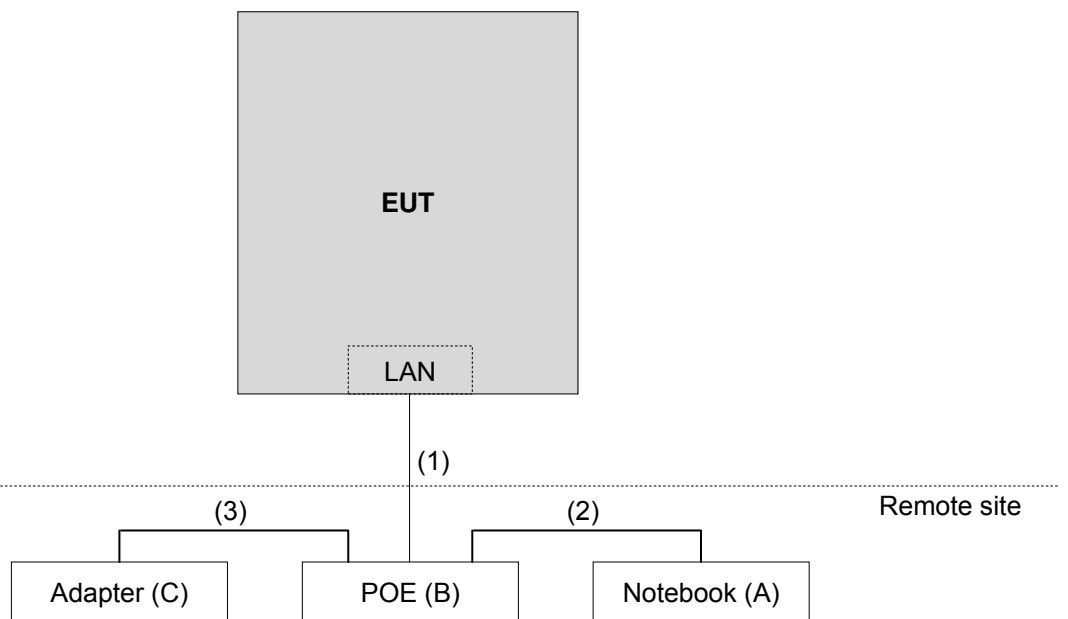 EUT
LAN
(1)
Remote site
(3)
(2)
Adapter (C)
POE (B)
Notebook (A)